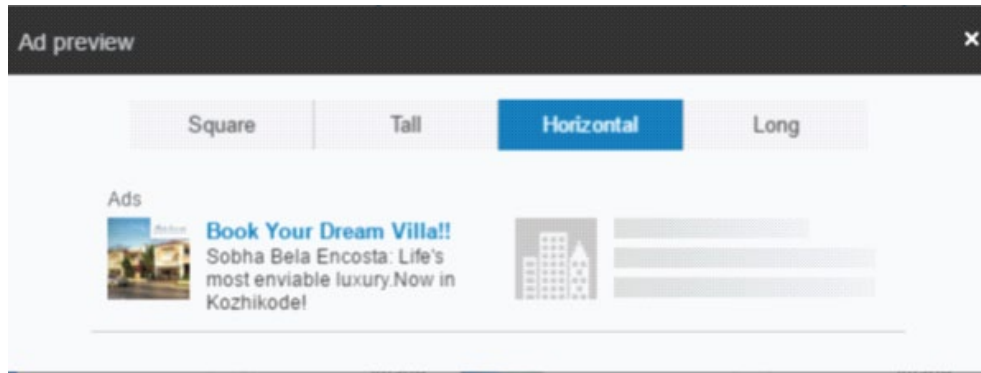 Ad preview
×
Square Tall Horizontal Long
Ads
Book Your Dream Villa!!
Sobha Bela Encosta: Life's
most enviable luxury.Now in
Kozhikode!